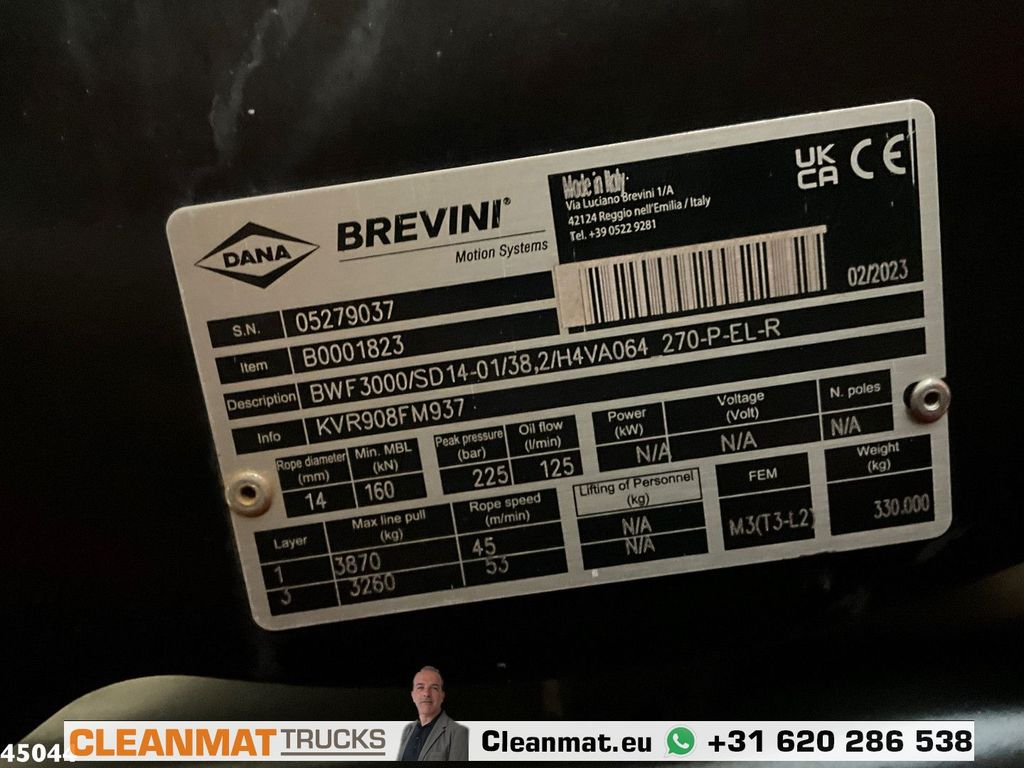 DANA
BREVINI®
Motion Systems
Made in Italy
Via Luciano Brevini 1/A
42124 Reggio nell'Emilia / Italy
Tel. +39 0522 9281
UK CA CE
02/2023
S.N. 05279037
Item B0001823
Description BWF3000/SD14-01/38,2/H4VA064_270-P-EL-R
Info KVR908FM937
Rope diameter (mm) Min. MBL (kN) Peak pressure (bar) Oil flow (l/min) Power (kW) Voltage (Volt) N. poles
14 160 225 125 N/A N/A N/A
Layer Max line pull (kg) Rope speed (m/min) Lifting of Personnel (kg) FEM Weight (kg)
1 3870 45 N/A M3(T3-L2) 330.000
3 3260 53 N/A
CLEANMAT TRUCKS Cleanmat.eu +31 620 286 538